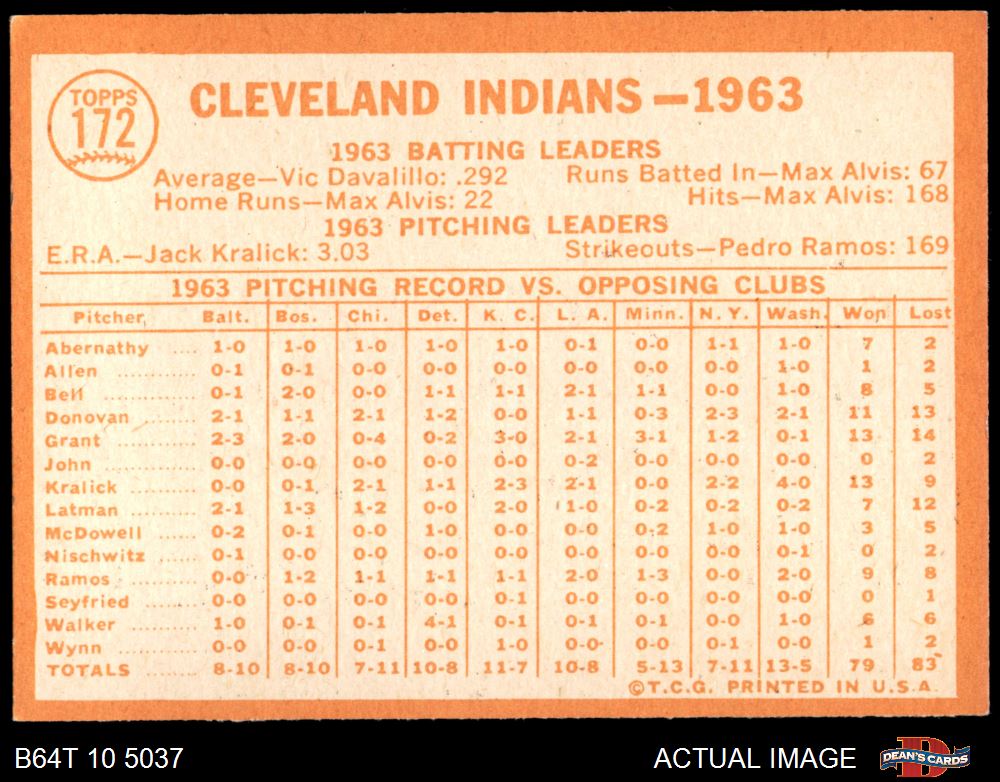 TOPPS
172
CLEVELAND INDIANS—1963
1963 BATTING LEADERS
Average—Vic Davalillo: .292 Runs Batted In—Max Alvis: 67
Home Runs—Max Alvis: 22 Hits—Max Alvis: 168
1963 PITCHING LEADERS
E.R.A.—Jack Kralick: 3.03 Strikeouts—Pedro Ramos: 169
1963 PITCHING RECORD VS. OPPOSING CLUBS
Pitcher Balt. Bos. Chi. Det. K. C. L. A. Minn. N. Y. Wash. Won Lost
Abernathy .... 1-0 1-0 1-0 1-0 1-0 0-1 0-0 1-1 1-0 7 2
Allen ............ 0-1 0-1 0-0 0-0 0-0 0-0 0-0 0-0 1-0 1 2
Bell .............. 0-1 2-0 0-0 1-1 1-1 2-1 1-1 0-0 1-0 8 5
Donovan ......... 2-1 1-1 2-1 1-2 0-0 1-1 0-3 2-3 2-1 11 13
Grant ............ 2-3 2-0 0-4 0-2 3-0 2-1 3-1 1-2 0-1 13 14
John ............. 0-0 0-0 0-0 0-0 0-0 0-2 0-0 0-0 0-0 0 2
Kralick .......... 0-0 0-1 2-1 1-1 2-3 2-1 0-0 2-2 4-0 13 9
Latman .......... 2-1 1-3 1-2 0-0 2-0 1-0 0-2 0-2 0-2 7 12
McDowell ....... 0-2 0-1 0-0 1-0 0-0 0-0 0-2 1-0 1-0 3 5
Nischwitz ....... 0-1 0-0 0-0 0-0 0-0 0-0 0-0 0-0 0-1 0 2
Ramos ........... 0-0 1-2 1-1 1-1 1-1 2-0 1-3 0-0 2-0 9 8
Seyfried ........ 0-0 0-0 0-0 0-0 0-0 0-1 0-0 0-0 0-0 0 1
Walker .......... 1-0 0-1 0-1 4-1 0-1 0-1 0-1 0-0 1-0 6 6
Wynn ............ 0-0 0-0 0-1 0-0 1-0 0-0 0-0 0-1 0-0 1 2
TOTALS 8-10 8-10 7-11 10-8 11-7 10-8 5-13 7-11 13-5 79 83
©T.C.G. PRINTED IN U.S.A.
B64T 10 5037 ACTUAL IMAGE DEAN'S CARDS